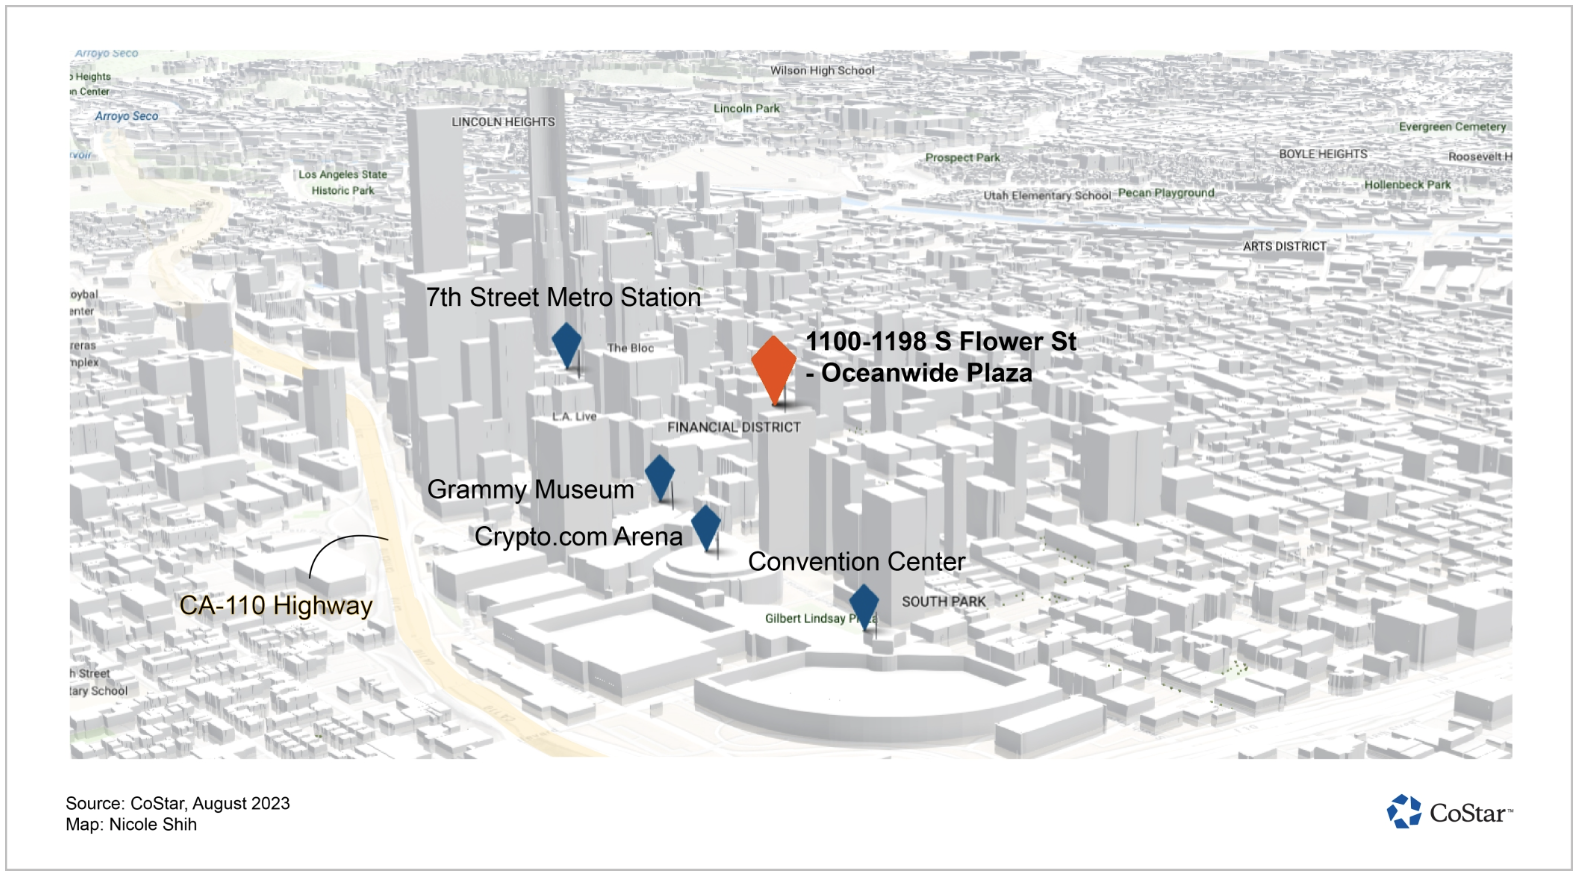 Arroyo Seco
o Heights
on Center
Arroyo Seco
rvoir
Wilson High School
Lincoln Park
LINCOLN HEIGHTS
Evergreen Cemetery
Prospect Park
BOYLE HEIGHTS
Roosevelt H
Los Angeles State
Historic Park
Utah Elementary School
Pecan Playground
Hollenbeck Park
ARTS DISTRICT
oybal
enter
7th Street Metro Station
reras
mplex
The Bloc
1100-1198 S Flower St
- Oceanwide Plaza
L.A. Live
FINANCIAL DISTRICT
Grammy Museum
Crypto.com Arena
Convention Center
CA-110 Highway
SOUTH PARK
Gilbert Lindsay Plaza
h Street
tary School
Source: CoStar, August 2023
Map: Nicole Shih
CoStar™